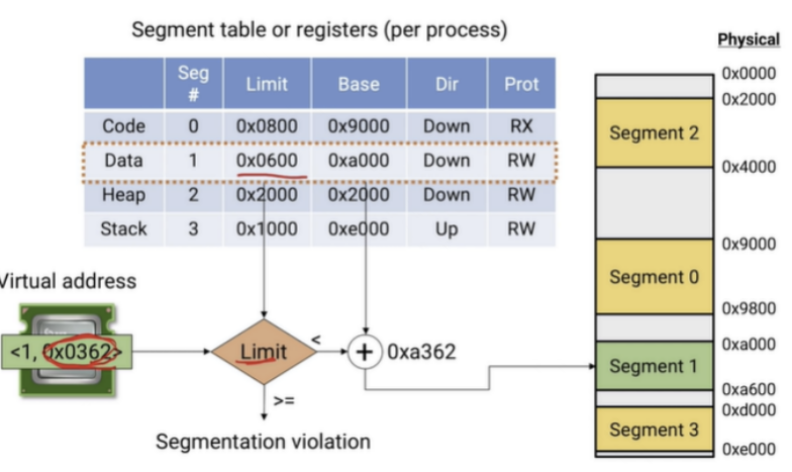 Segment table or registers (per process)
Seg # Limit Base Dir Prot
Code 0 0x0800 0x9000 Down RX
Data 1 0x0600 0xa000 Down RW
Heap 2 0x2000 0x2000 Down RW
Stack 3 0x1000 0xe000 Up RW
Virtual address
<1, 0x0362>
Limit
<
+
0xa362
>=
Segmentation violation
Physical
0x0000
0x2000
Segment 2
0x4000
0x9000
Segment 0
0x9800
0xa000
Segment 1
0xa600
0xd000
Segment 3
0xe000